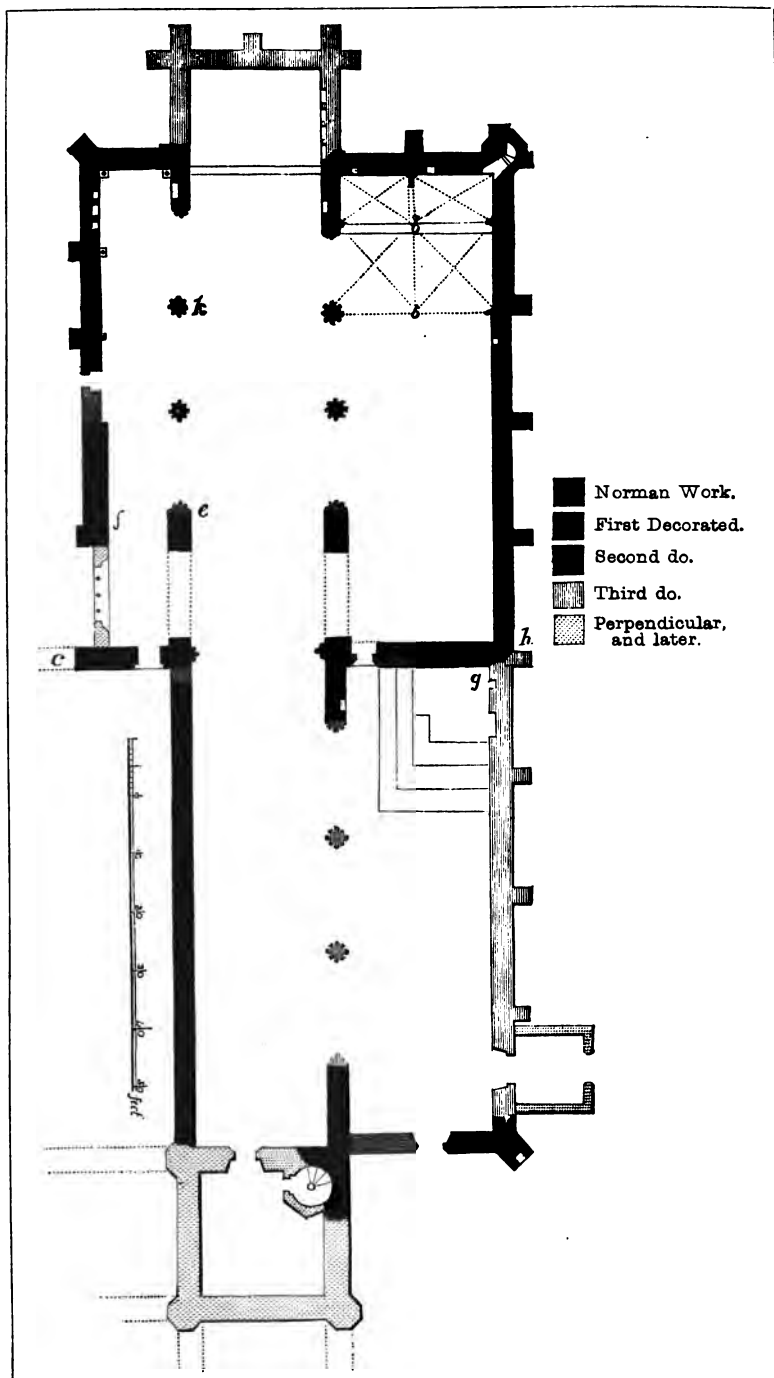 k
e
f
c
h
g
Norman Work.
First Decorated.
Second do.
Third do.
Perpendicular,
and later.
feet